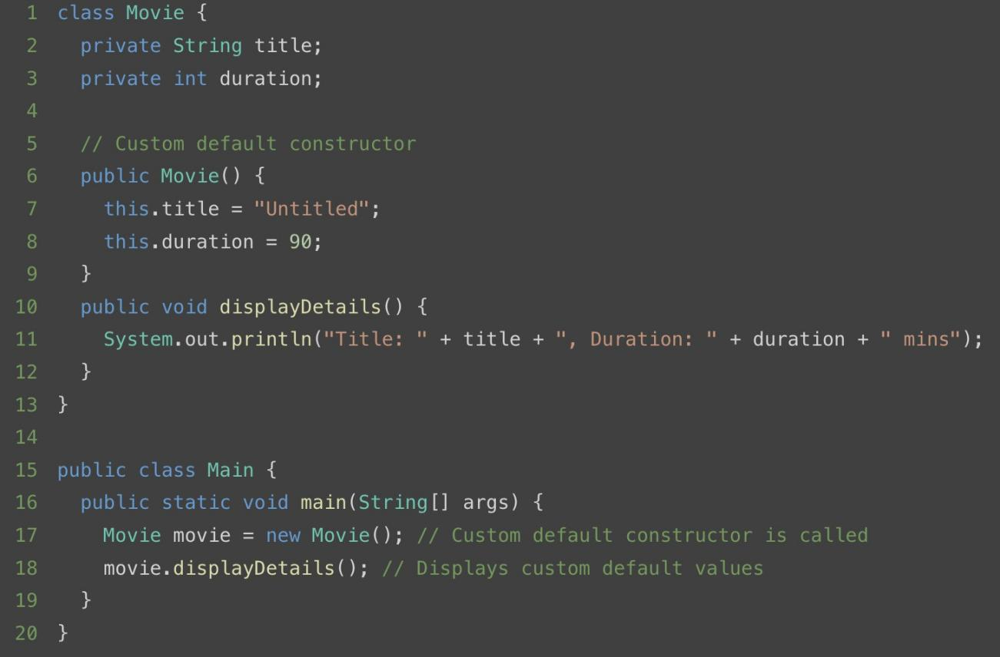 1 class Movie {
2   private String title;
3   private int duration;
4
5   // Custom default constructor
6   public Movie() {
7     this.title = "Untitled";
8     this.duration = 90;
9   }
10   public void displayDetails() {
11     System.out.println("Title: " + title + ", Duration: " + duration + " mins");
12   }
13 }
14
15 public class Main {
16   public static void main(String[] args) {
17     Movie movie = new Movie(); // Custom default constructor is called
18     movie.displayDetails(); // Displays custom default values
19   }
20 }